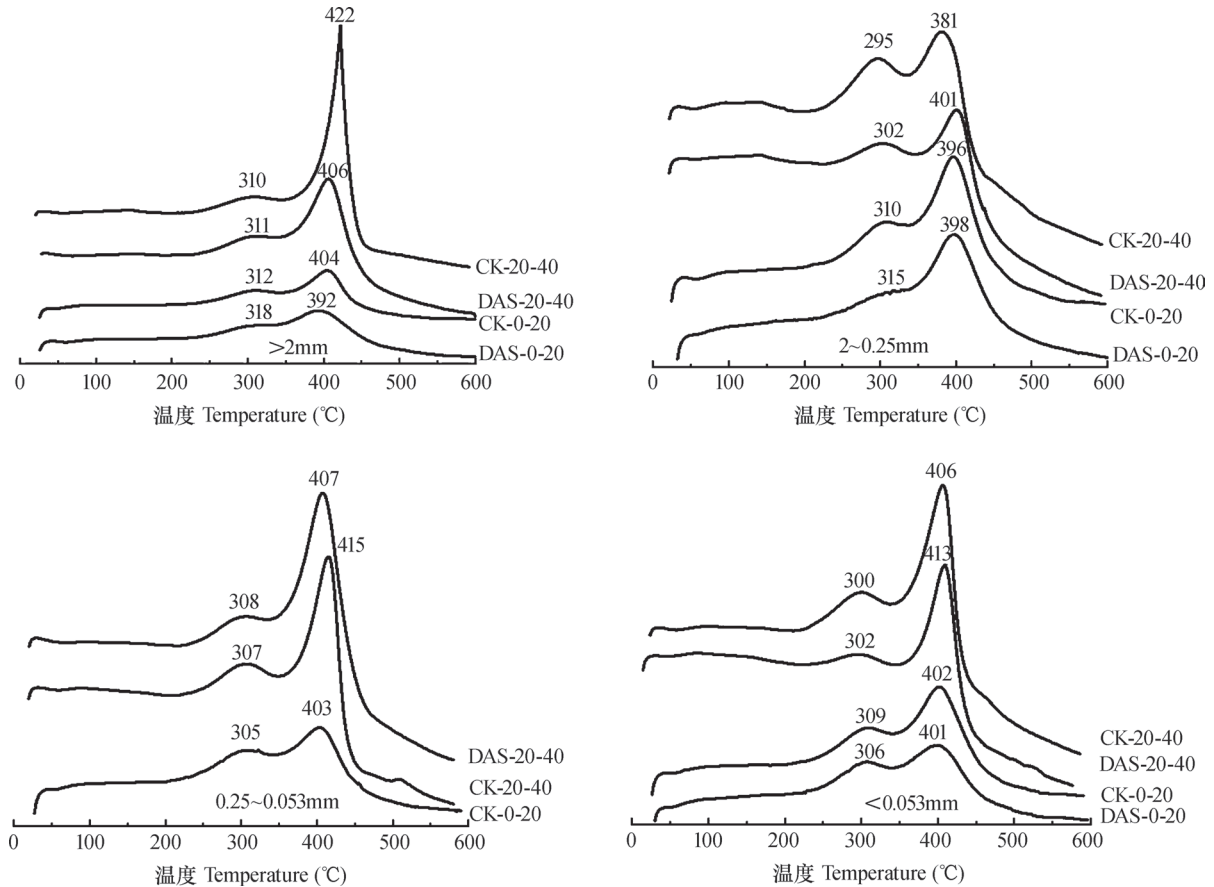 422
310
406
311
404
312
392
318
CK-20-40
DAS-20-40
CK-0-20
DAS-0-20
>2mm
0 100 200 300 400 500 600
温度 Temperature (℃)
381
295
401
302
396
310
398
315
CK-20-40
DAS-20-40
CK-0-20
DAS-0-20
2~0.25mm
0 100 200 300 400 500 600
温度 Temperature (℃)
407
415
308
307
403
305
DAS-20-40
CK-20-40
CK-0-20
0.25~0.053mm
0 100 200 300 400 500 600
温度 Temperature (℃)
406
413
300
302
402
309
401
306
CK-20-40
DAS-20-40
CK-0-20
DAS-0-20
<0.053mm
0 100 200 300 400 500 600
温度 Temperature (℃)